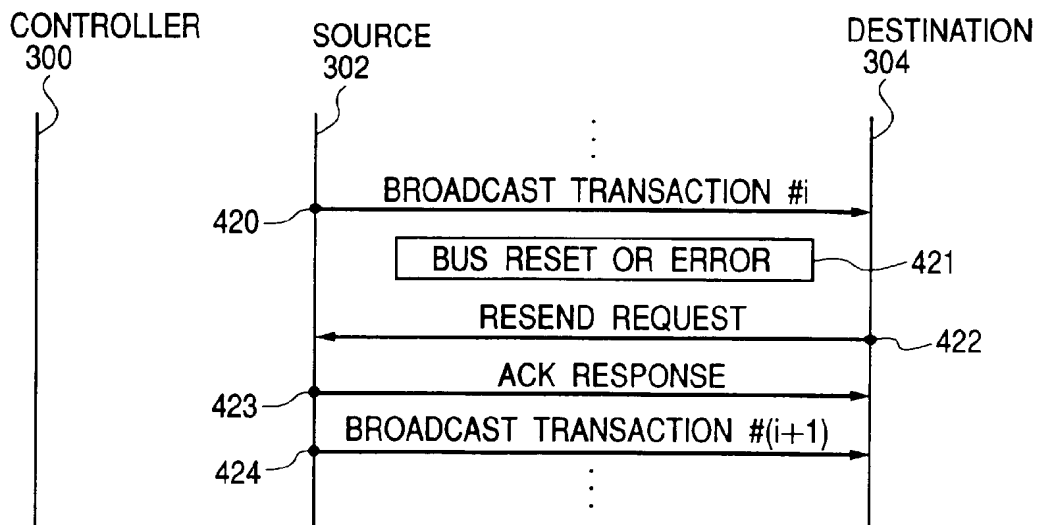 CONTROLLER
300
SOURCE
302
DESTINATION
304
BROADCAST TRANSACTION #i
420
BUS RESET OR ERROR
421
RESEND REQUEST
422
ACK RESPONSE
423
BROADCAST TRANSACTION #(i+1)
424